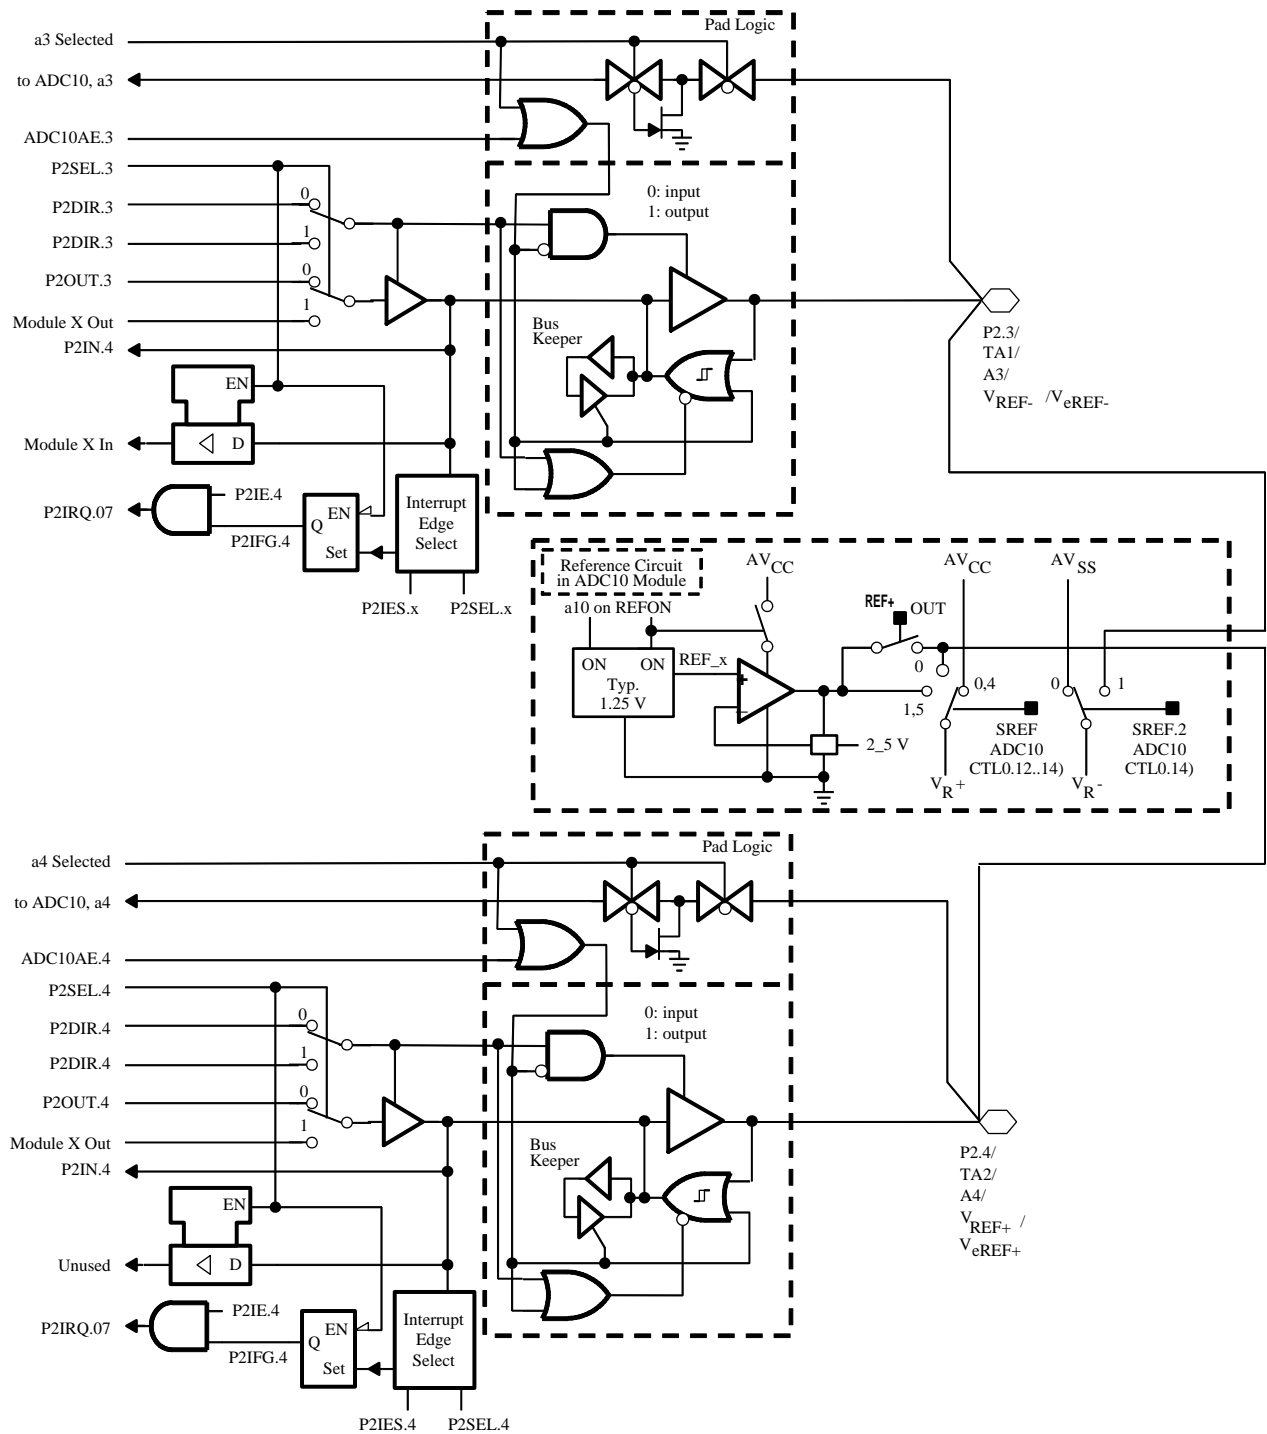 Pad Logic
a3 Selected
to ADC10, a3
ADC10AE.3
P2SEL.3
0
P2DIR.3
1
P2DIR.3
0
P2OUT.3
1
Module X Out
P2IN.4
0: input
1: output
Bus
Keeper
EN
D
Module X In
P2IE.4
P2IRQ.07
P2IFG.4
EN
Q
Set
Interrupt
Edge
Select
P2IES.x
P2SEL.x
P2.3/
TA1/
A3/
VREF- /VeREF-
Reference Circuit
in ADC10 Module
AVCC
AVCC
AVSS
a10 on REFON
REF+
OUT
ON ON
REF_x
Typ.
1.25 V
+
−
0
1,5
0,4
0
1
2_5 V
SREF
ADC10
CTL0.12..14)
SREF.2
ADC10
CTL0.14)
VR+
VR-
Pad Logic
a4 Selected
to ADC10, a4
ADC10AE.4
P2SEL.4
0
P2DIR.4
1
P2DIR.4
0
P2OUT.4
1
Module X Out
P2IN.4
0: input
1: output
Bus
Keeper
EN
D
Unused
P2IE.4
P2IRQ.07
P2IFG.4
EN
Q
Set
Interrupt
Edge
Select
P2IES.4
P2SEL.4
P2.4/
TA2/
A4/
VREF+ /
VeREF+